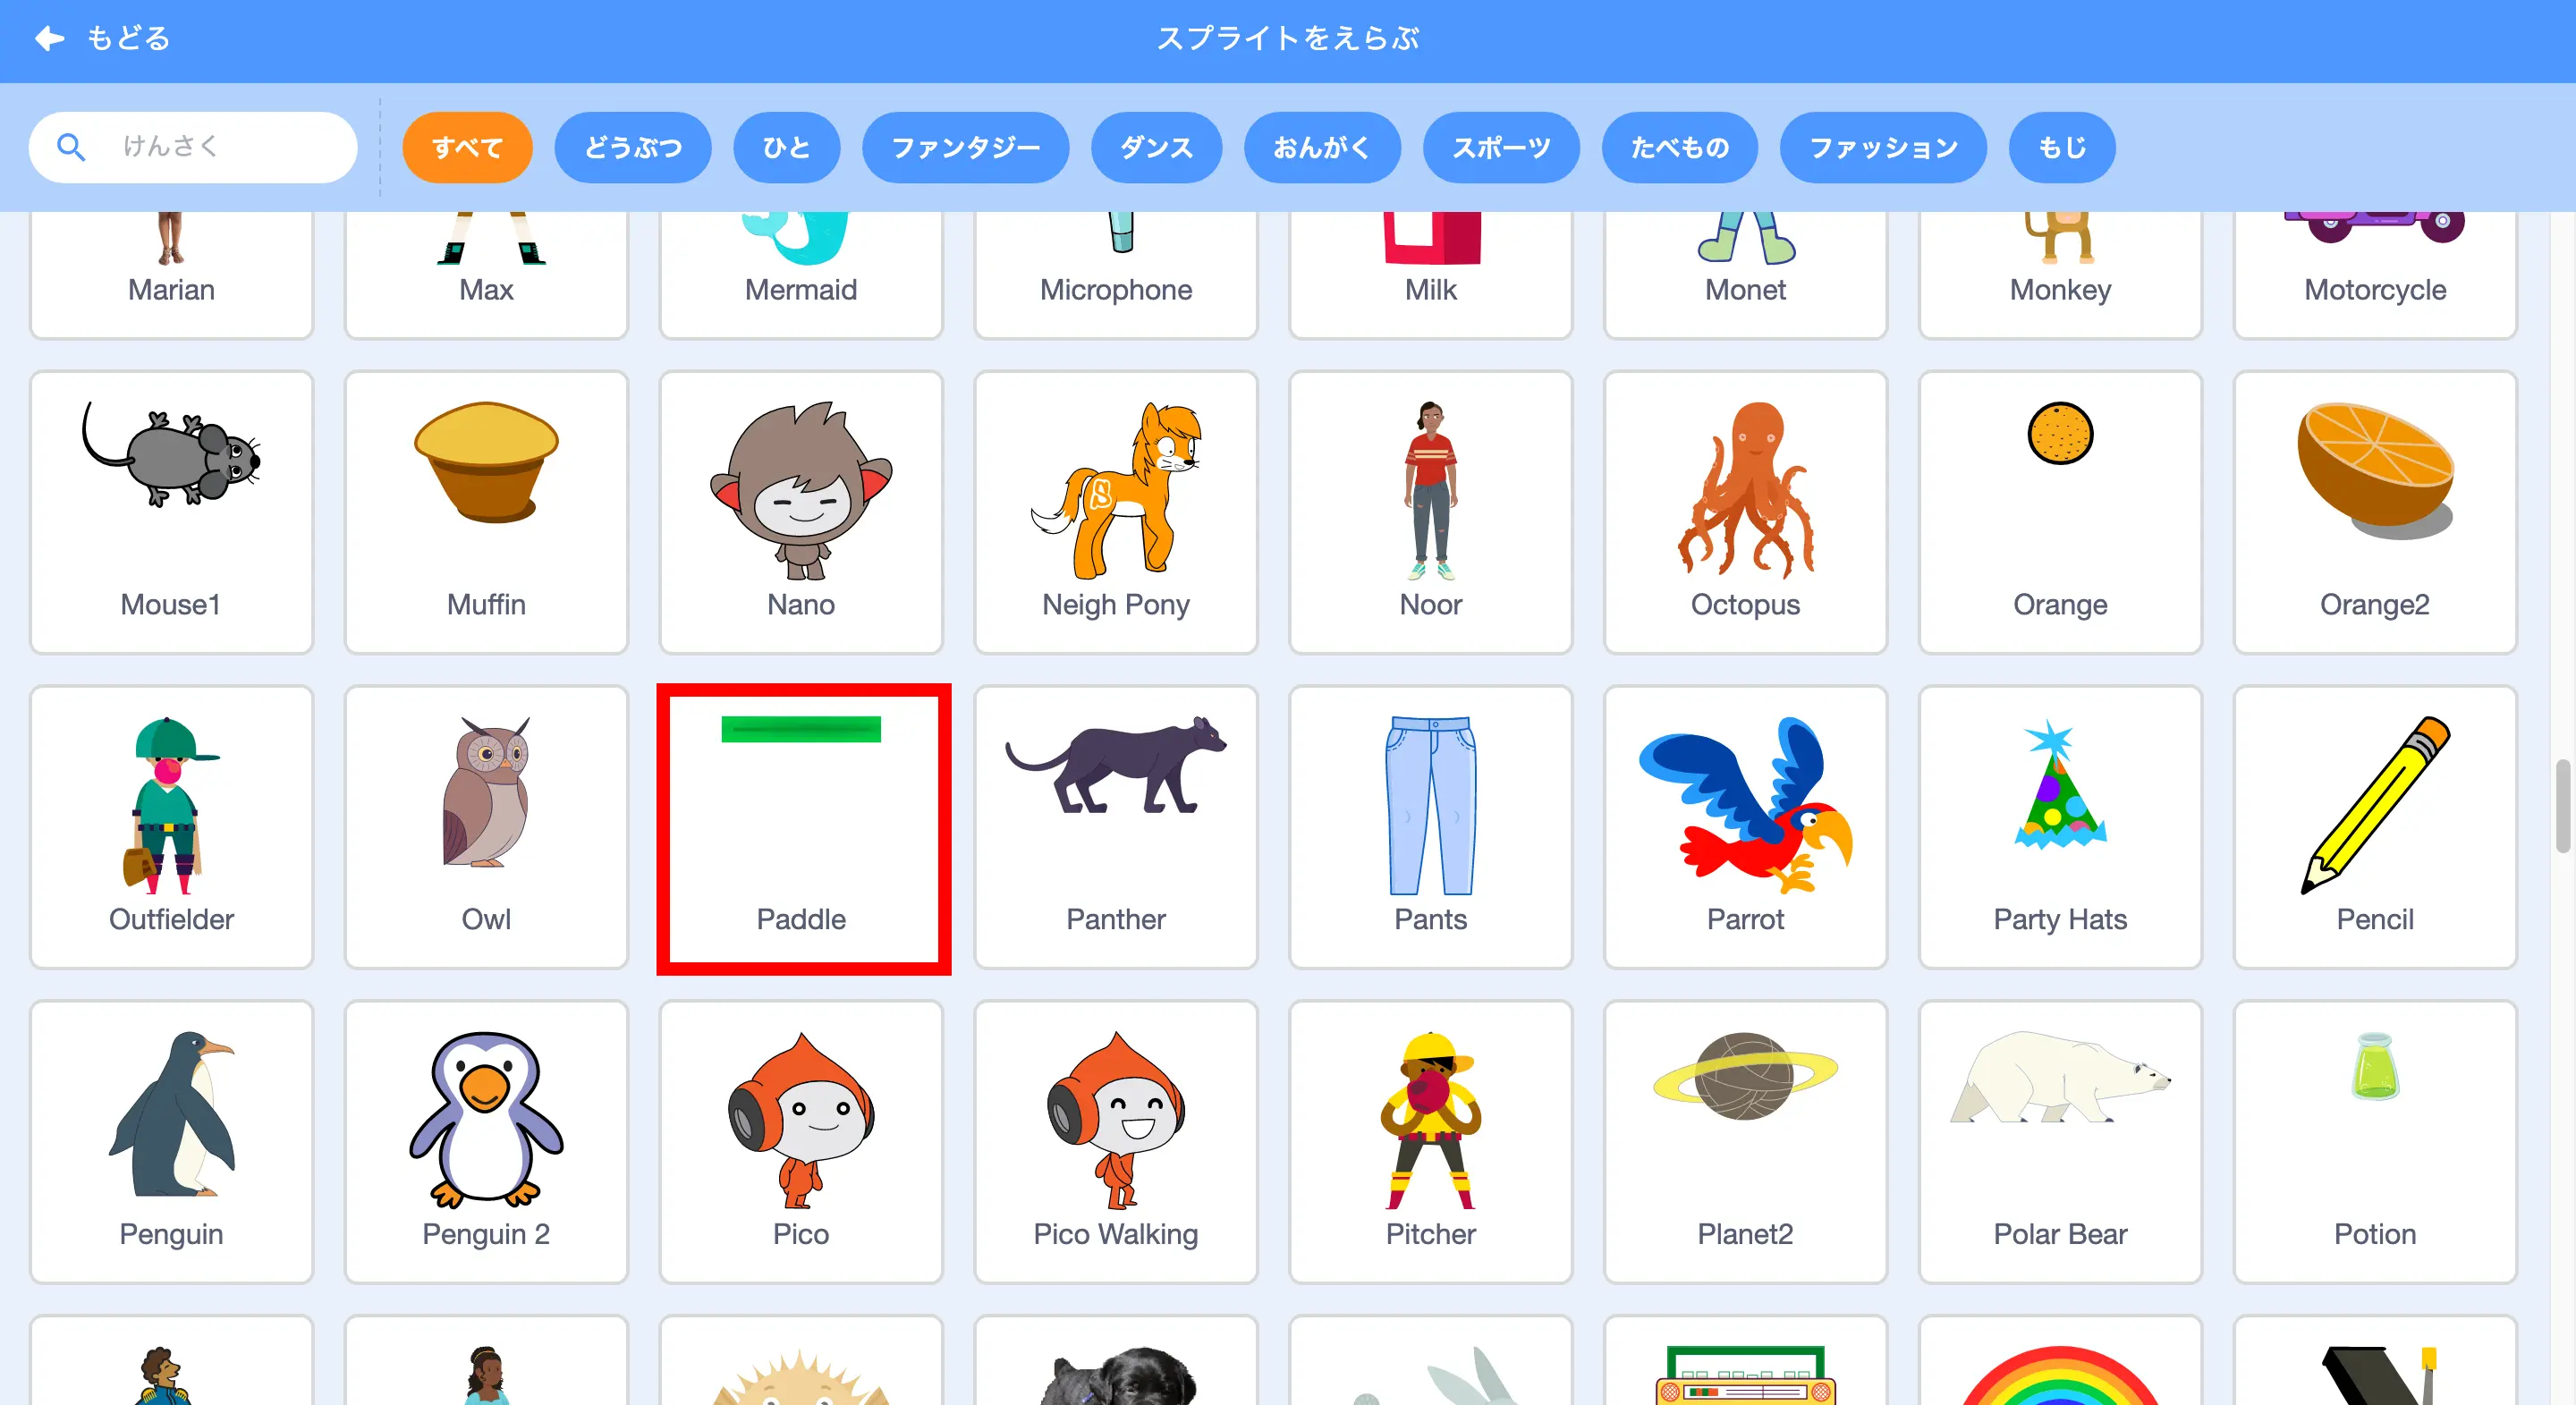 もどる
スプライトをえらぶ
けんさく
すべて
どうぶつ
ひと
ファンタジー
ダンス
おんがく
スポーツ
たべもの
ファッション
もじ
Marian
Max
Mermaid
Microphone
Milk
Monet
Monkey
Motorcycle
Mouse1
Muffin
Nano
Neigh Pony
Noor
Octopus
Orange
Orange2
Outfielder
Owl
Paddle
Panther
Pants
Parrot
Party Hats
Pencil
Penguin
Penguin 2
Pico
Pico Walking
Pitcher
Planet2
Polar Bear
Potion